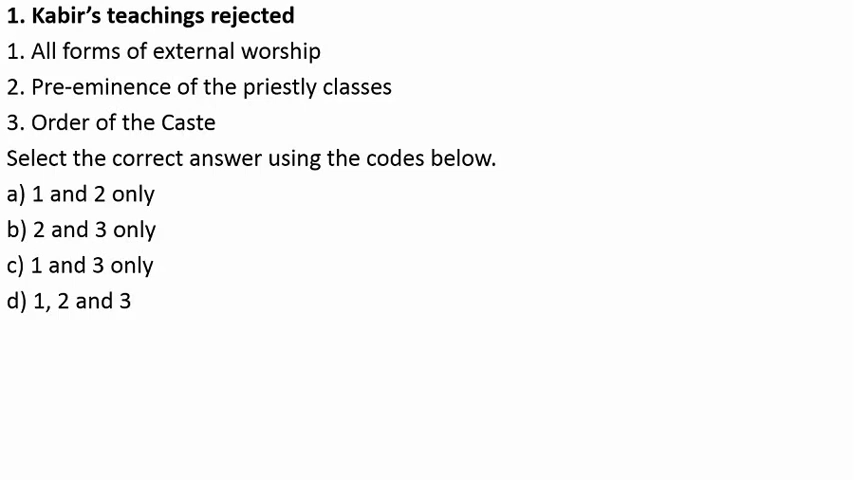 1. Kabir’s teachings rejected
1. All forms of external worship
2. Pre-eminence of the priestly classes
3. Order of the Caste
Select the correct answer using the codes below.
a) 1 and 2 only
b) 2 and 3 only
c) 1 and 3 only
d) 1, 2 and 3